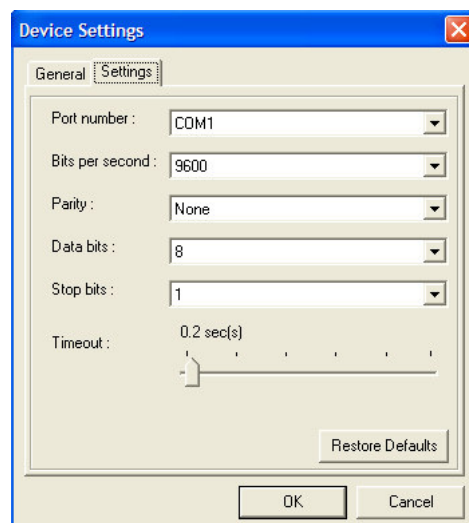 Device Settings
General Settings
Port number : COM1
Bits per second : 9600
Parity : None
Data bits : 8
Stop bits : 1
0.2 sec(s)
Timeout :
Restore Defaults
OK Cancel